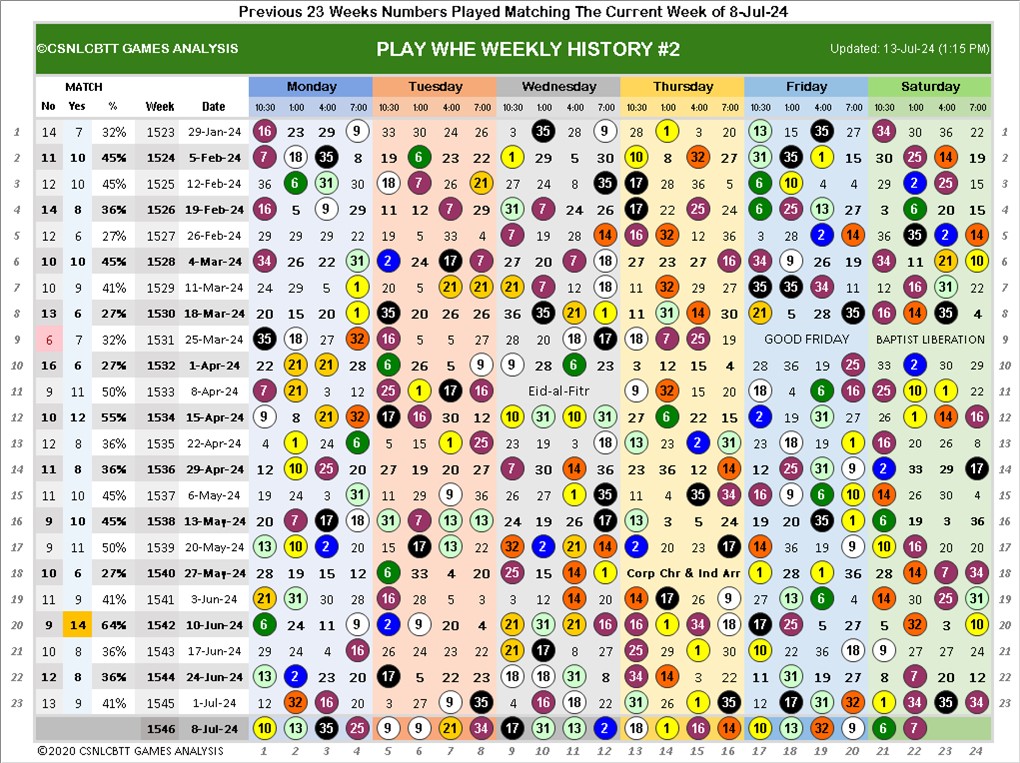 Previous 23 Weeks Numbers Played Matching The Current Week of 8-Jul-24
©CSNLCBTT GAMES ANALYSIS PLAY WHE WEEKLY HISTORY #2 Updated: 13-Jul-24 (1:15 PM)
MATCH Monday Tuesday Wednesday Thursday Friday Saturday
No Yes % Week Date 10:30 1:00 4:00 7:00 10:30 1:00 4:00 7:00 10:30 1:00 4:00 7:00 10:30 1:00 4:00 7:00 10:30 1:00 4:00 7:00 10:30 1:00 4:00 7:00
1 14 7 32% 1523 29-Jan-24 16 23 29 9 33 30 24 26 3 35 28 9 28 1 3 20 13 15 35 27 34 30 36 22 1
2 11 10 45% 1524 5-Feb-24 7 18 35 8 19 6 23 22 1 29 5 30 10 8 32 27 31 35 1 15 30 25 14 19 2
3 12 10 45% 1525 12-Feb-24 36 6 31 30 18 7 26 21 27 24 8 35 17 28 36 5 6 10 4 4 29 2 25 15 3
4 14 8 36% 1526 19-Feb-24 16 5 9 29 11 12 7 29 31 7 24 26 17 22 25 24 6 25 13 27 3 6 20 15 4
5 12 6 27% 1527 26-Feb-24 29 29 29 22 19 5 33 4 7 19 28 14 16 32 12 36 3 28 2 14 36 35 2 14 5
6 10 10 45% 1528 4-Mar-24 34 26 22 31 2 24 17 7 27 20 7 18 27 23 27 16 34 9 26 19 34 11 21 10 6
7 10 9 41% 1529 11-Mar-24 29 4 5 1 20 5 21 21 21 7 12 18 11 32 29 27 35 35 34 11 12 16 31 22 7
8 13 6 27% 1530 18-Mar-24 20 15 20 1 35 20 26 26 36 35 21 1 11 31 14 30 21 5 28 35 16 14 35 4 8
9 6 7 32% 1531 25-Mar-24 35 18 27 32 16 5 5 27 28 20 18 17 18 7 25 19 GOOD FRIDAY BAPTIST LIBERATION 9
10 16 6 27% 1532 1-Apr-24 22 21 21 28 6 26 5 9 9 28 6 30 3 12 15 4 28 36 19 25 33 2 30 29 10
11 9 11 50% 1533 8-Apr-24 7 21 3 12 25 1 17 16 Eid-al-Fitr 9 32 15 20 18 4 6 16 25 10 1 22 11
12 10 12 55% 1534 15-Apr-24 9 8 21 32 17 16 30 12 10 31 10 31 27 6 22 15 2 19 31 27 26 1 14 16 12
13 12 8 36% 1535 22-Apr-24 4 1 24 6 5 15 1 25 23 19 3 18 13 23 2 31 23 18 19 1 16 20 26 8 13
14 11 8 36% 1536 29-Apr-24 12 10 25 20 27 19 20 27 7 30 14 36 23 36 12 14 12 25 31 9 2 33 29 17 14
15 11 10 45% 1537 6-May-24 19 24 3 31 11 29 9 36 26 27 1 35 11 4 35 34 16 9 6 10 14 26 30 4 15
16 9 10 45% 1538 13-May-24 20 7 17 18 31 7 13 13 24 19 26 17 13 3 5 24 19 20 35 1 6 19 3 36 16
17 9 11 50% 1539 20-May-24 13 10 2 20 15 17 13 22 32 2 21 14 2 20 23 17 14 36 19 9 10 16 20 20 17
18 10 6 27% 1540 27-May-24 28 19 15 12 6 33 4 20 25 15 14 1 Corp Chr & Ind Arr 1 28 1 36 28 14 7 34 18
19 11 9 41% 1541 3-Jun-24 21 31 30 28 16 28 5 3 3 12 14 20 14 17 26 9 19 13 6 4 14 30 25 31 19
20 9 14 64% 1542 10-Jun-24 6 24 11 9 2 9 20 4 21 31 21 16 16 1 34 18 17 25 5 27 5 32 3 10 20
21 10 8 36% 1543 17-Jun-24 29 24 4 16 26 22 24 23 21 17 8 27 25 29 1 30 10 22 36 18 9 27 27 24 21
22 12 8 36% 1544 24-Jun-24 13 2 23 20 17 5 22 23 18 18 31 8 34 14 3 22 11 31 19 27 8 7 20 12 22
23 13 9 41% 1545 1-Jul-24 12 32 16 20 3 27 9 35 4 16 18 23 31 26 1 35 12 17 31 32 1 34 35 34 23
1546 8-Jul-24 10 13 35 25 9 9 21 34 17 31 13 2 18 1 16 14 31 13 32 9 6 7
©2020 CSNLCBTT GAMES ANALYSIS 1 2 3 4 5 6 7 8 9 10 11 12 13 14 15 16 17 18 19 20 21 22 23 24